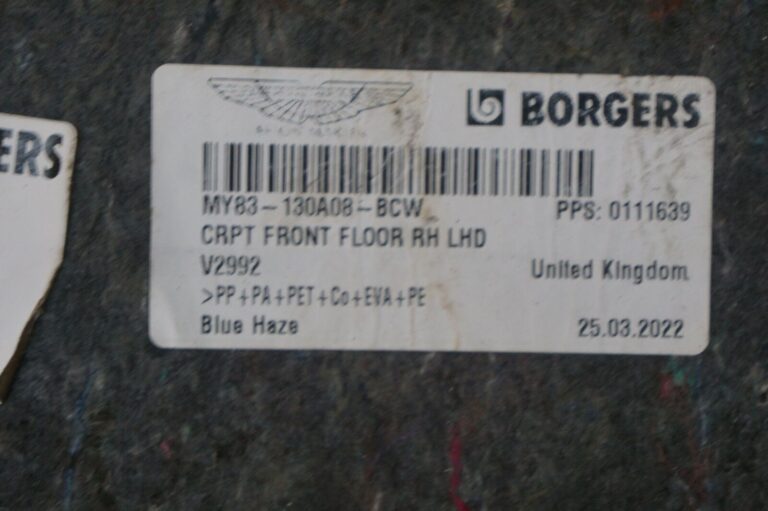 BORGERS
MY83-130A08-BCW PPS: 0111639
CRPT FRONT FLOOR RH LHD
V2992 United Kingdom
>PP+PA+PET+Co+EVA+PE
Blue Haze 25.03.2022
ERS